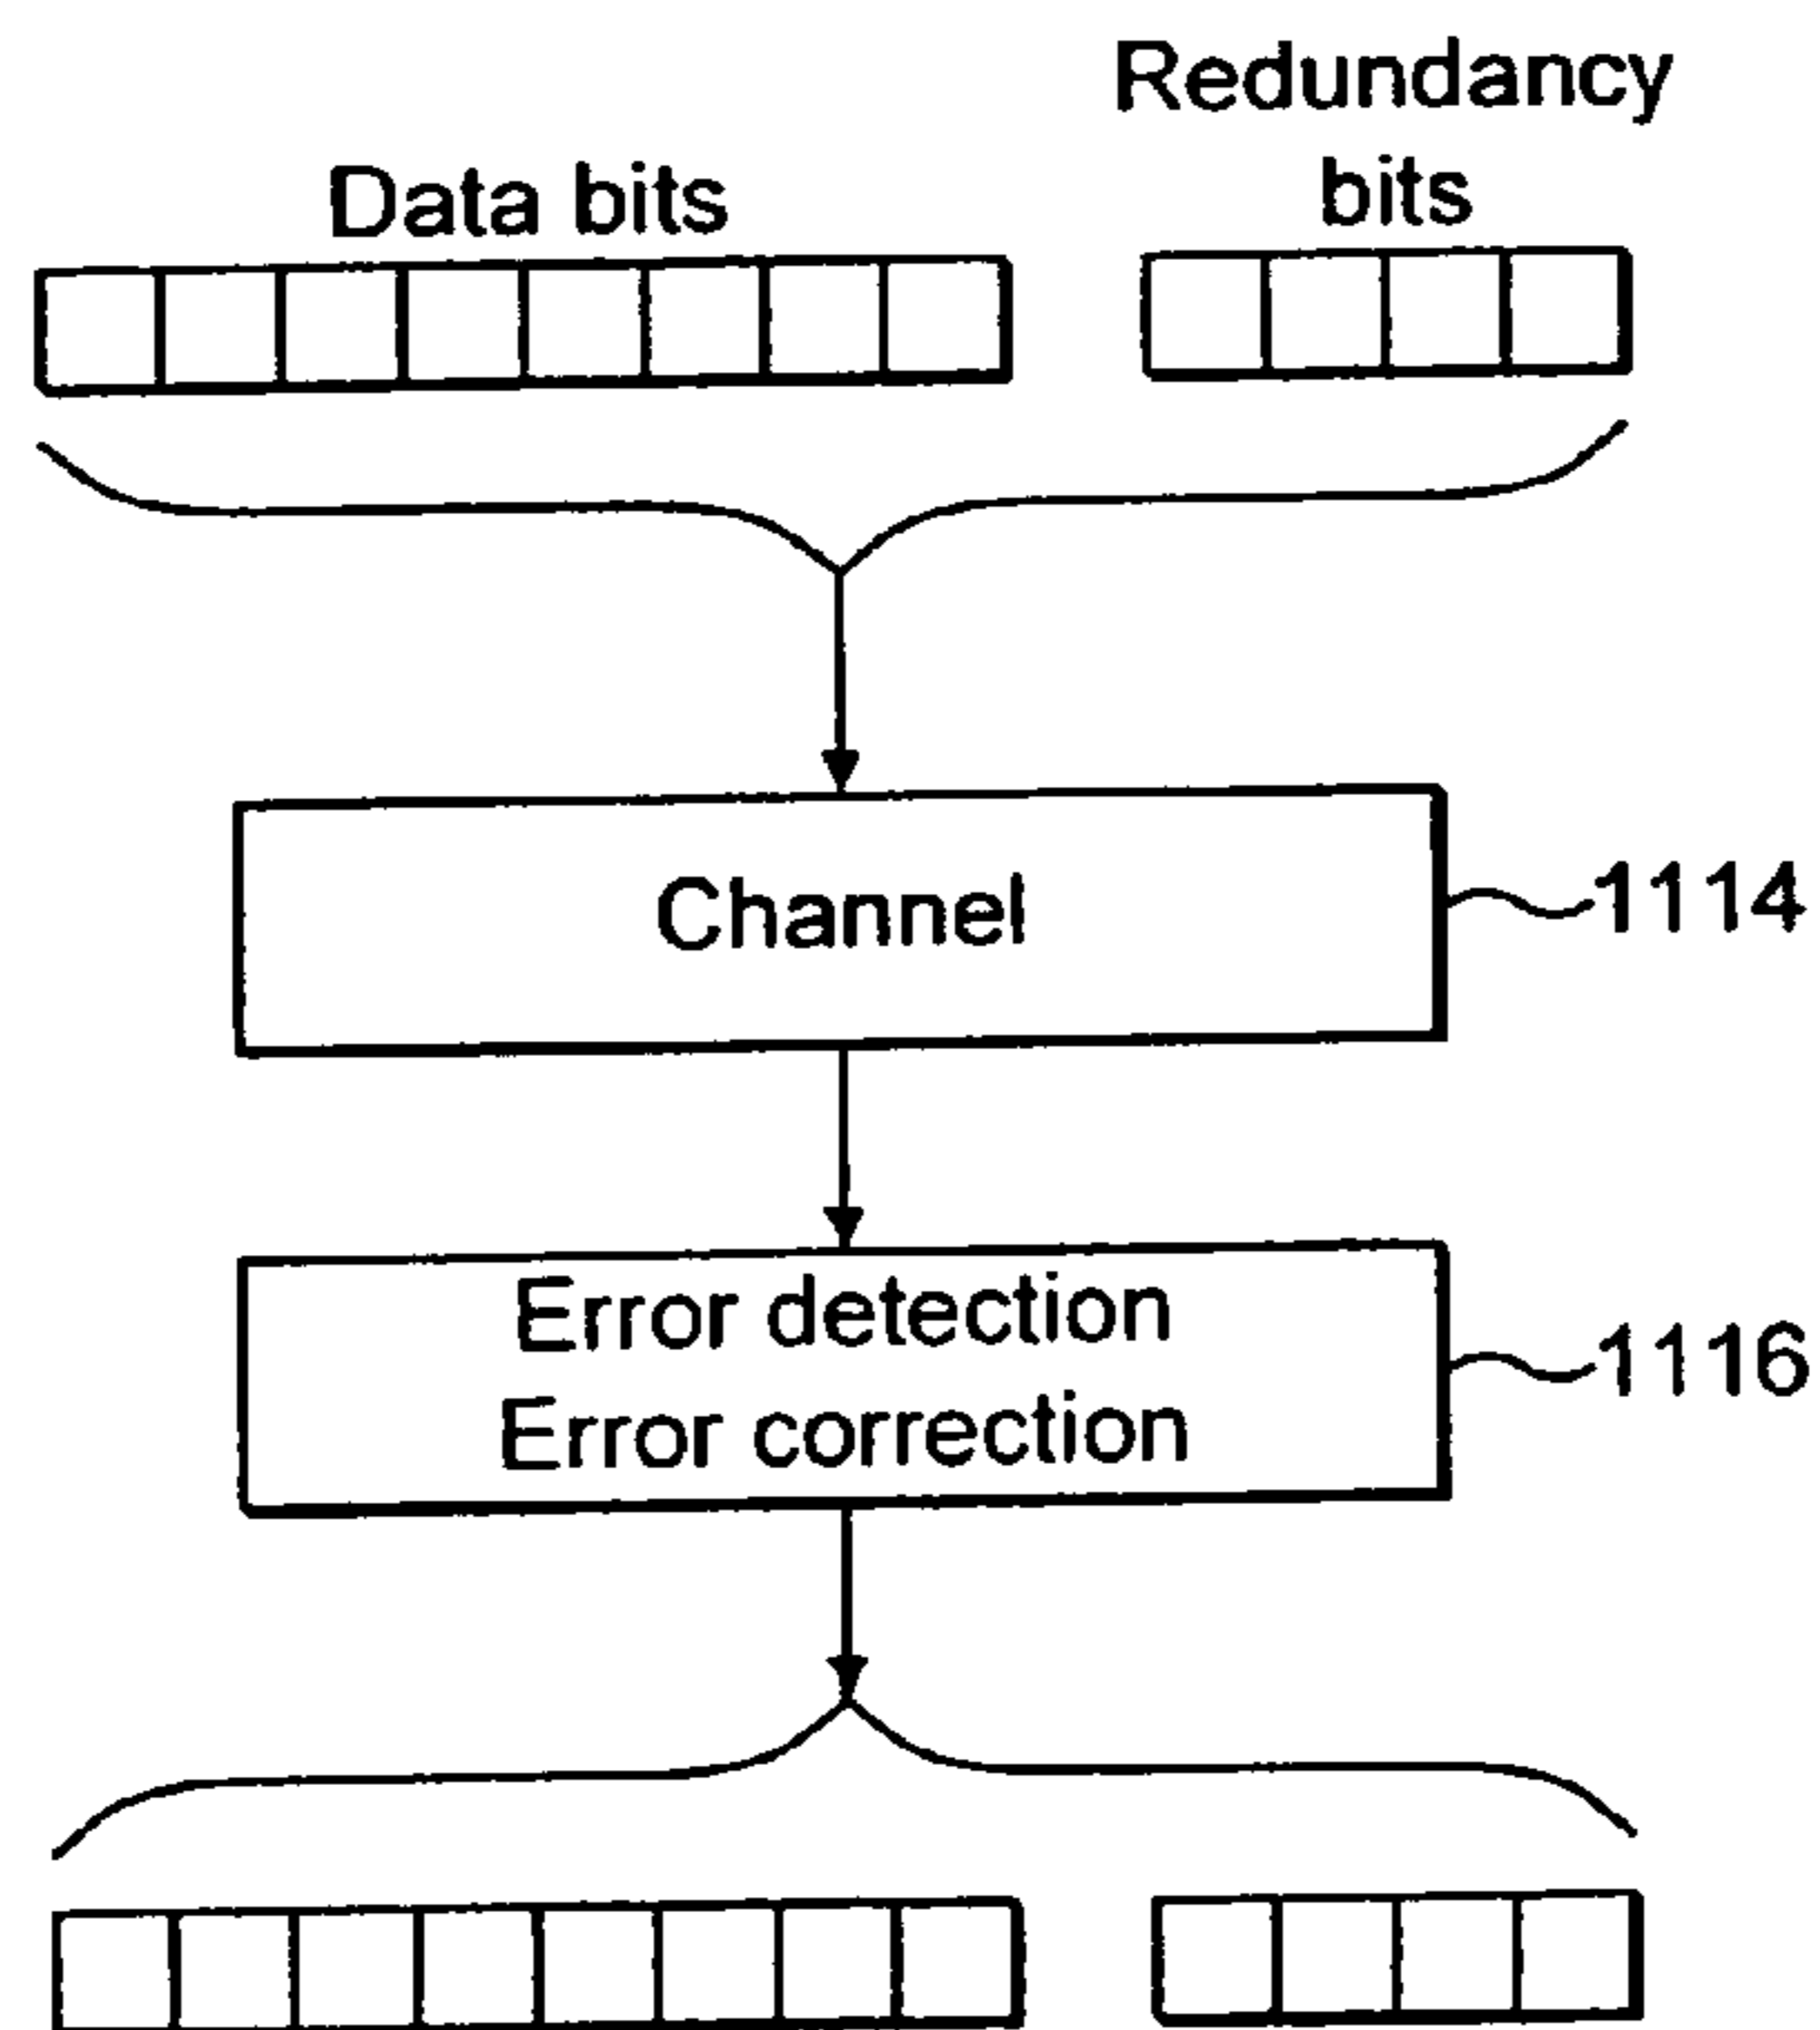 Redundancy
bits
Data bits
Channel
1114
Error detection
Error correction
1116